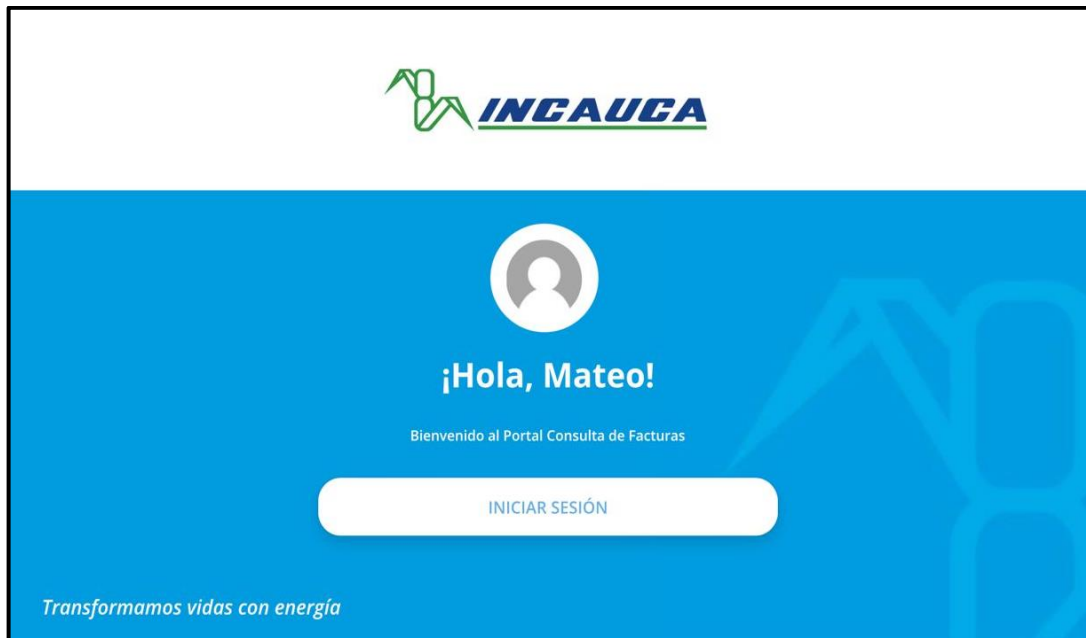 INCAUCA
¡Hola, Mateo!
Bienvenido al Portal Consulta de Facturas
INICIAR SESIÓN
Transformamos vidas con energía